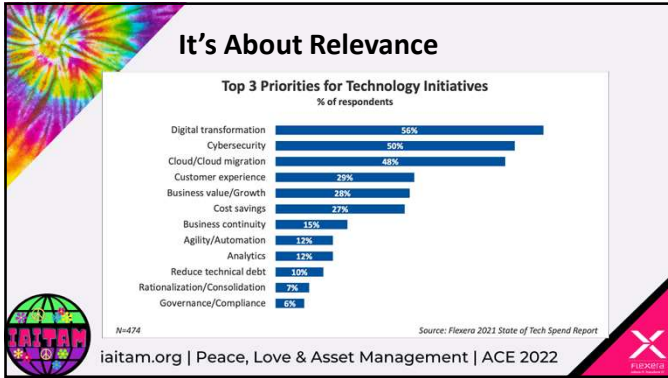 It's About Relevance
Top 3 Priorities for Technology Initiatives
% of respondents
Digital transformation 56%
Cybersecurity 50%
Cloud/Cloud migration 48%
Customer experience 29%
Business value/Growth 28%
Cost savings 27%
Business continuity 15%
Agility/Automation 12%
Analytics 12%
Reduce technical debt 10%
Rationalization/Consolidation 7%
Governance/Compliance 6%
N=474
Source: Flexera 2021 State of Tech Spend Report
IAITAM
iaitam.org | Peace, Love & Asset Management | ACE 2022
FLEXERA